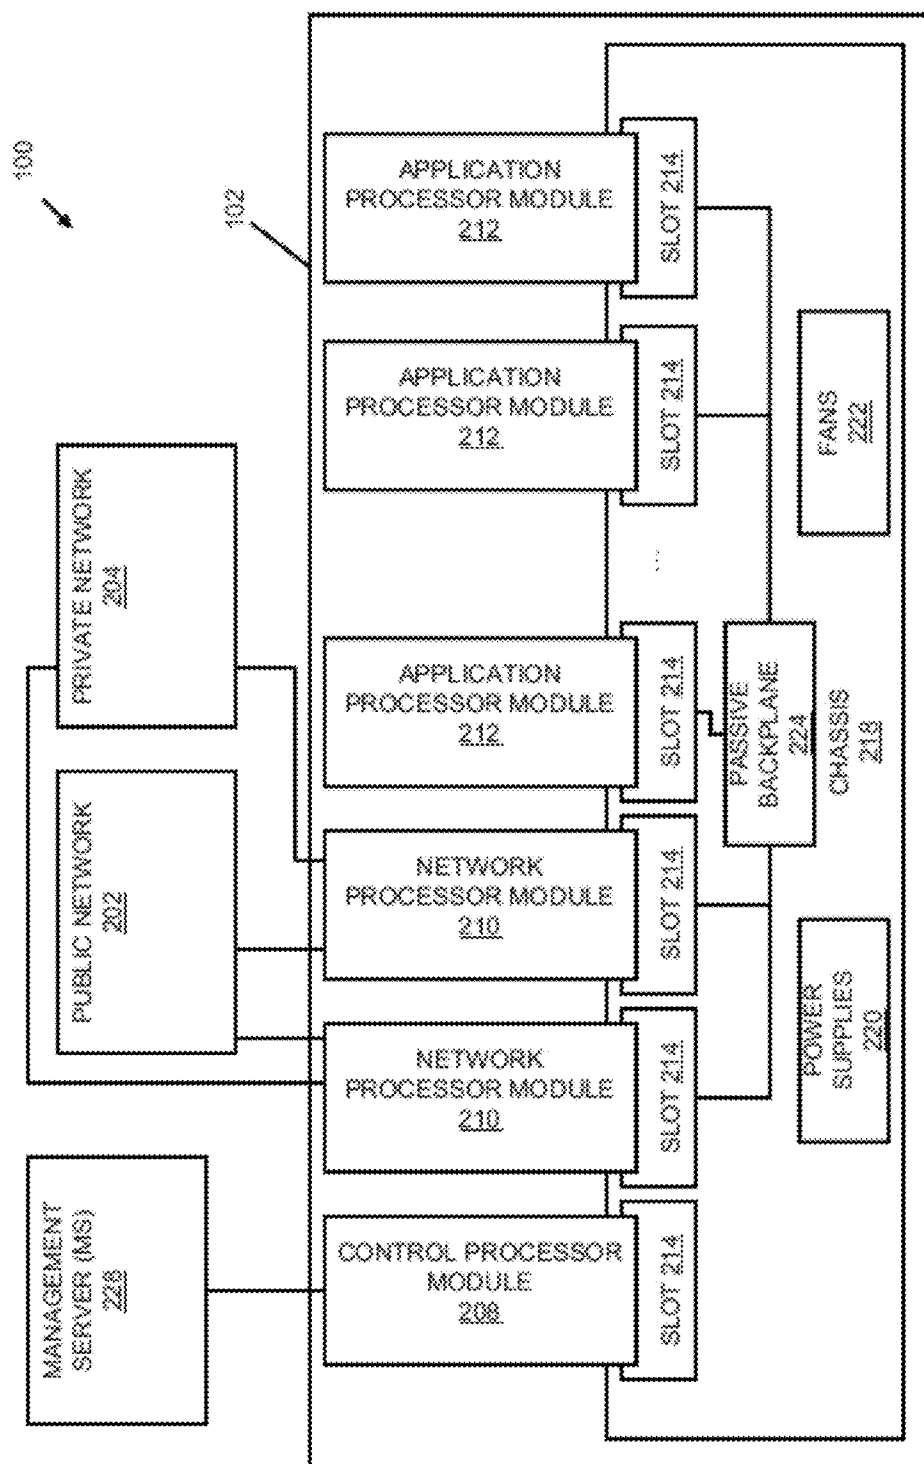 100
MANAGEMENT
SERVER (MS)
228
PUBLIC NETWORK
202
PRIVATE NETWORK
204
102
CONTROL PROCESSOR
MODULE
208
NETWORK
PROCESSOR MODULE
210
NETWORK
PROCESSOR MODULE
210
APPLICATION
PROCESSOR MODULE
212
APPLICATION
PROCESSOR MODULE
212
APPLICATION
PROCESSOR MODULE
212
SLOT 214
SLOT 214
SLOT 214
SLOT 214
...
SLOT 214
SLOT 214
PASSIVE
BACKPLANE
224
POWER
SUPPLIES
220
CHASSIS
218
FANS
222